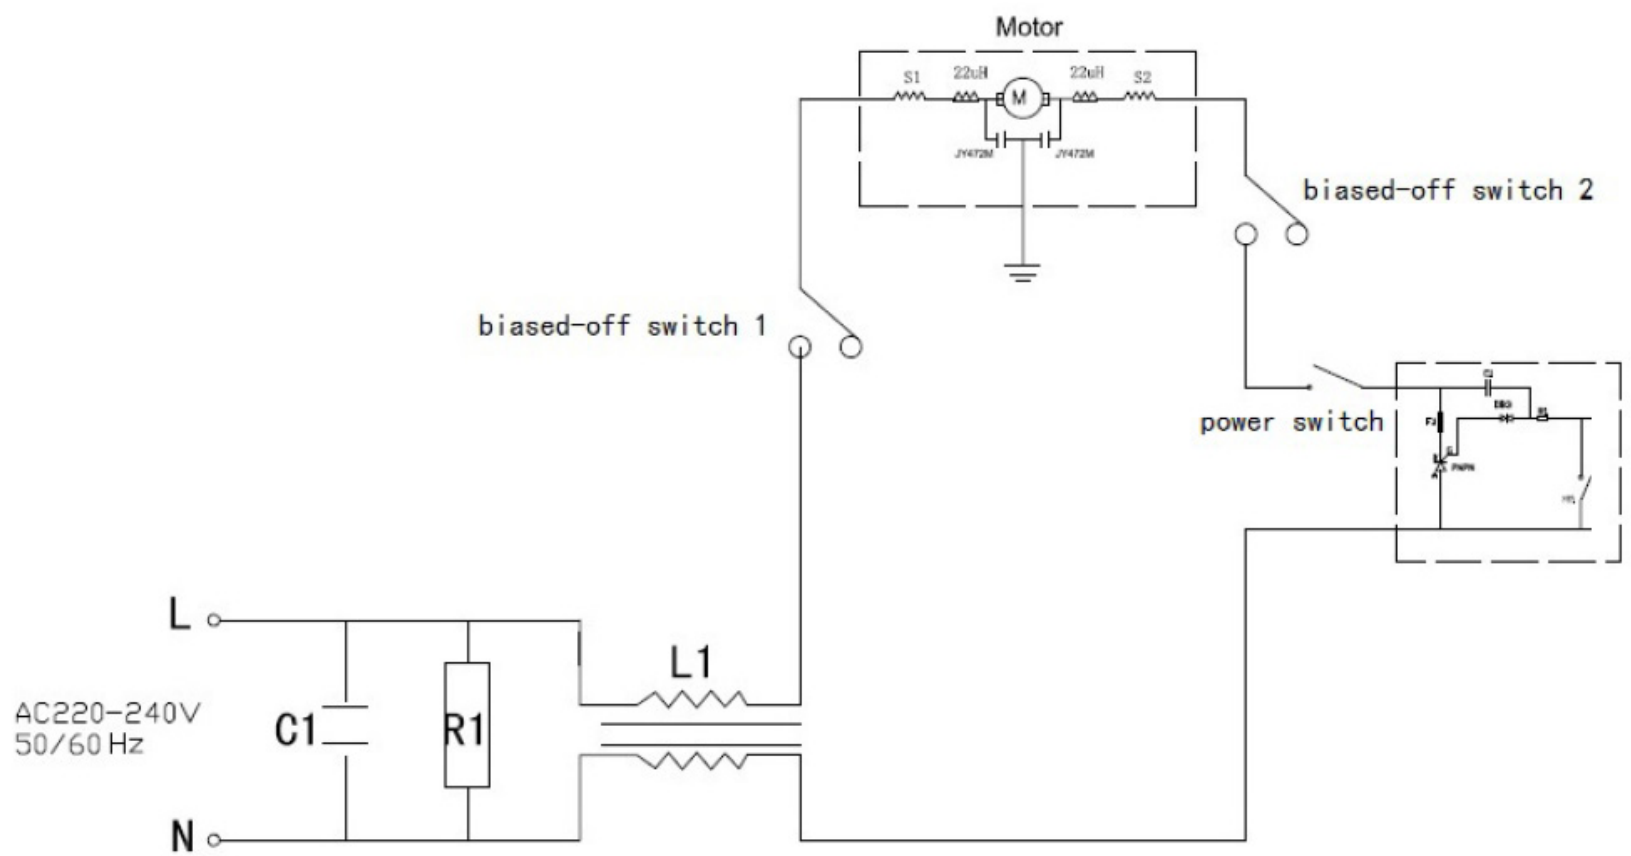 Motor
S1
22uH
22uH
S2
M
JY472M
JY472M
biased-off switch 2
biased-off switch 1
power switch
L
L1
AC220-240V
50/60 Hz
C1
R1
N